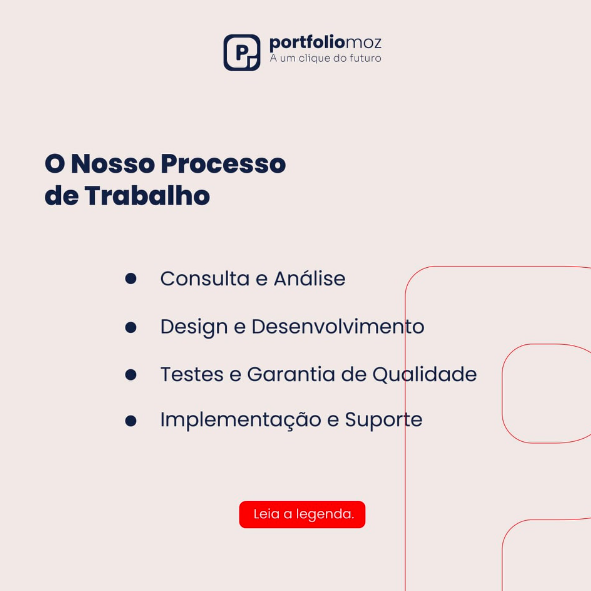 portfoliomoz
A um clique do futuro
O Nosso Processo
de Trabalho
Consulta e Análise
Design e Desenvolvimento
Testes e Garantia de Qualidade
Implementação e Suporte
Leia a legenda.